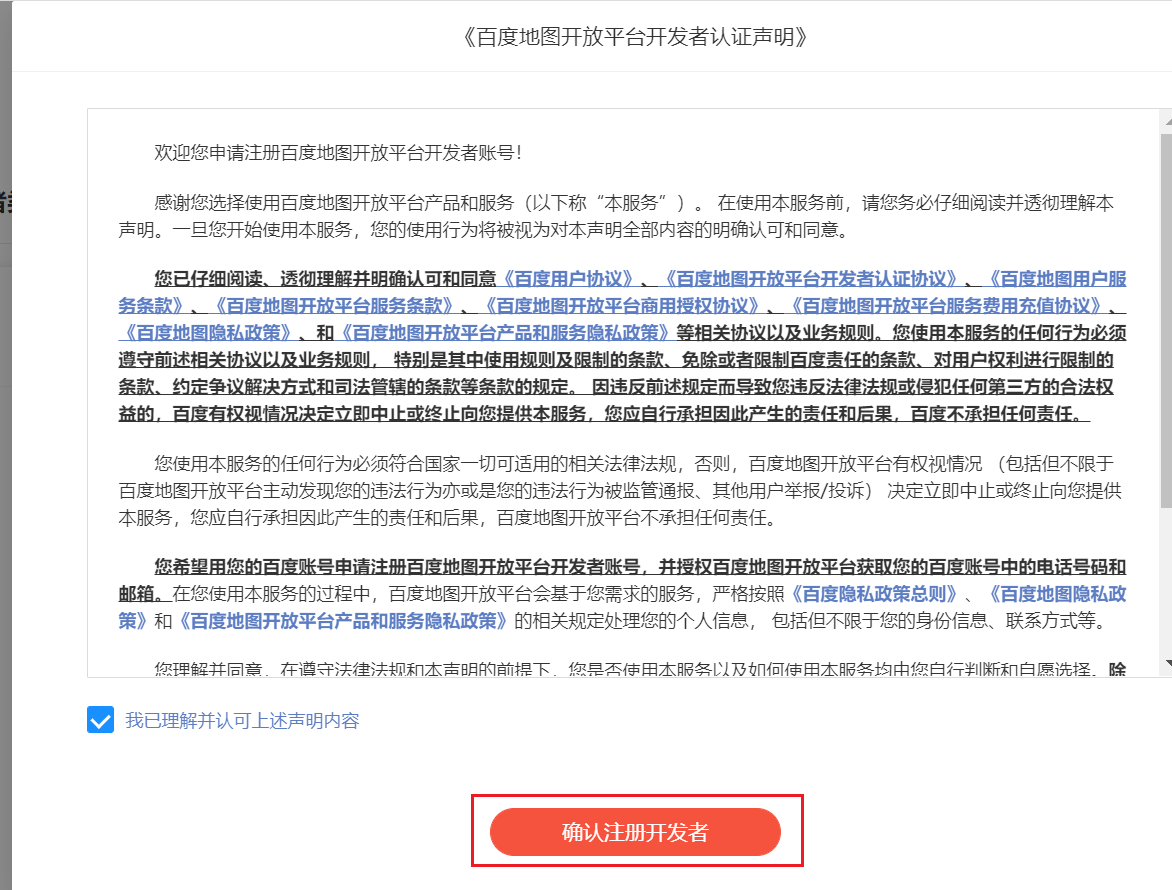 《百度地图开放平台开发者认证声明》
欢迎您申请注册百度地图开放平台开发者账号！
感谢您选择使用百度地图开放平台产品和服务（以下称“本服务”）。 在使用本服务前，请您务必仔细阅读并透彻理解本
声明。一旦您开始使用本服务，您的使用行为将被视为对本声明全部内容的明确认可和同意。
您已仔细阅读、透彻理解并明确认可和同意《百度用户协议》、《百度地图开放平台开发者认证协议》、《百度地图用户服
务条款》、《百度地图开放平台服务条款》、《百度地图开放平台商用授权协议》、《百度地图开放平台服务费用充值协议》、
《百度地图隐私政策》、和《百度地图开放平台产品和服务隐私政策》等相关协议以及业务规则。您使用本服务的任何行为必须
遵守前述相关协议以及业务规则， 特别是其中使用规则及限制的条款、免除或者限制百度责任的条款、对用户权利进行限制的
条款、约定争议解决方式和司法管辖的条款等条款的规定。 因违反前述规定而导致您违反法律法规或侵犯任何第三方的合法权
益的，百度有权视情况决定立即中止或终止向您提供本服务，您应自行承担因此产生的责任和后果，百度不承担任何责任。
您使用本服务的任何行为必须符合国家一切可适用的相关法律法规，否则，百度地图开放平台有权视情况 （包括但不限于
百度地图开放平台主动发现您的违法行为亦或是您的违法行为被监管通报、其他用户举报/投诉） 决定立即中止或终止向您提供
本服务，您应自行承担因此产生的责任和后果，百度地图开放平台不承担任何责任。
您希望用您的百度账号申请注册百度地图开放平台开发者账号，并授权百度地图开放平台获取您的百度账号中的电话号码和
邮箱。在您使用本服务的过程中，百度地图开放平台会基于您需求的服务，严格按照《百度隐私政策总则》、《百度地图隐私政
策》和《百度地图开放平台产品和服务隐私政策》的相关规定处理您的个人信息， 包括但不限于您的身份信息、联系方式等。
您理解并同意，在遵守法律法规和本声明的前提下，您是否使用本服务以及如何使用本服务均由您自行判断和自愿选择。除
我已理解并认可上述声明内容
确认注册开发者